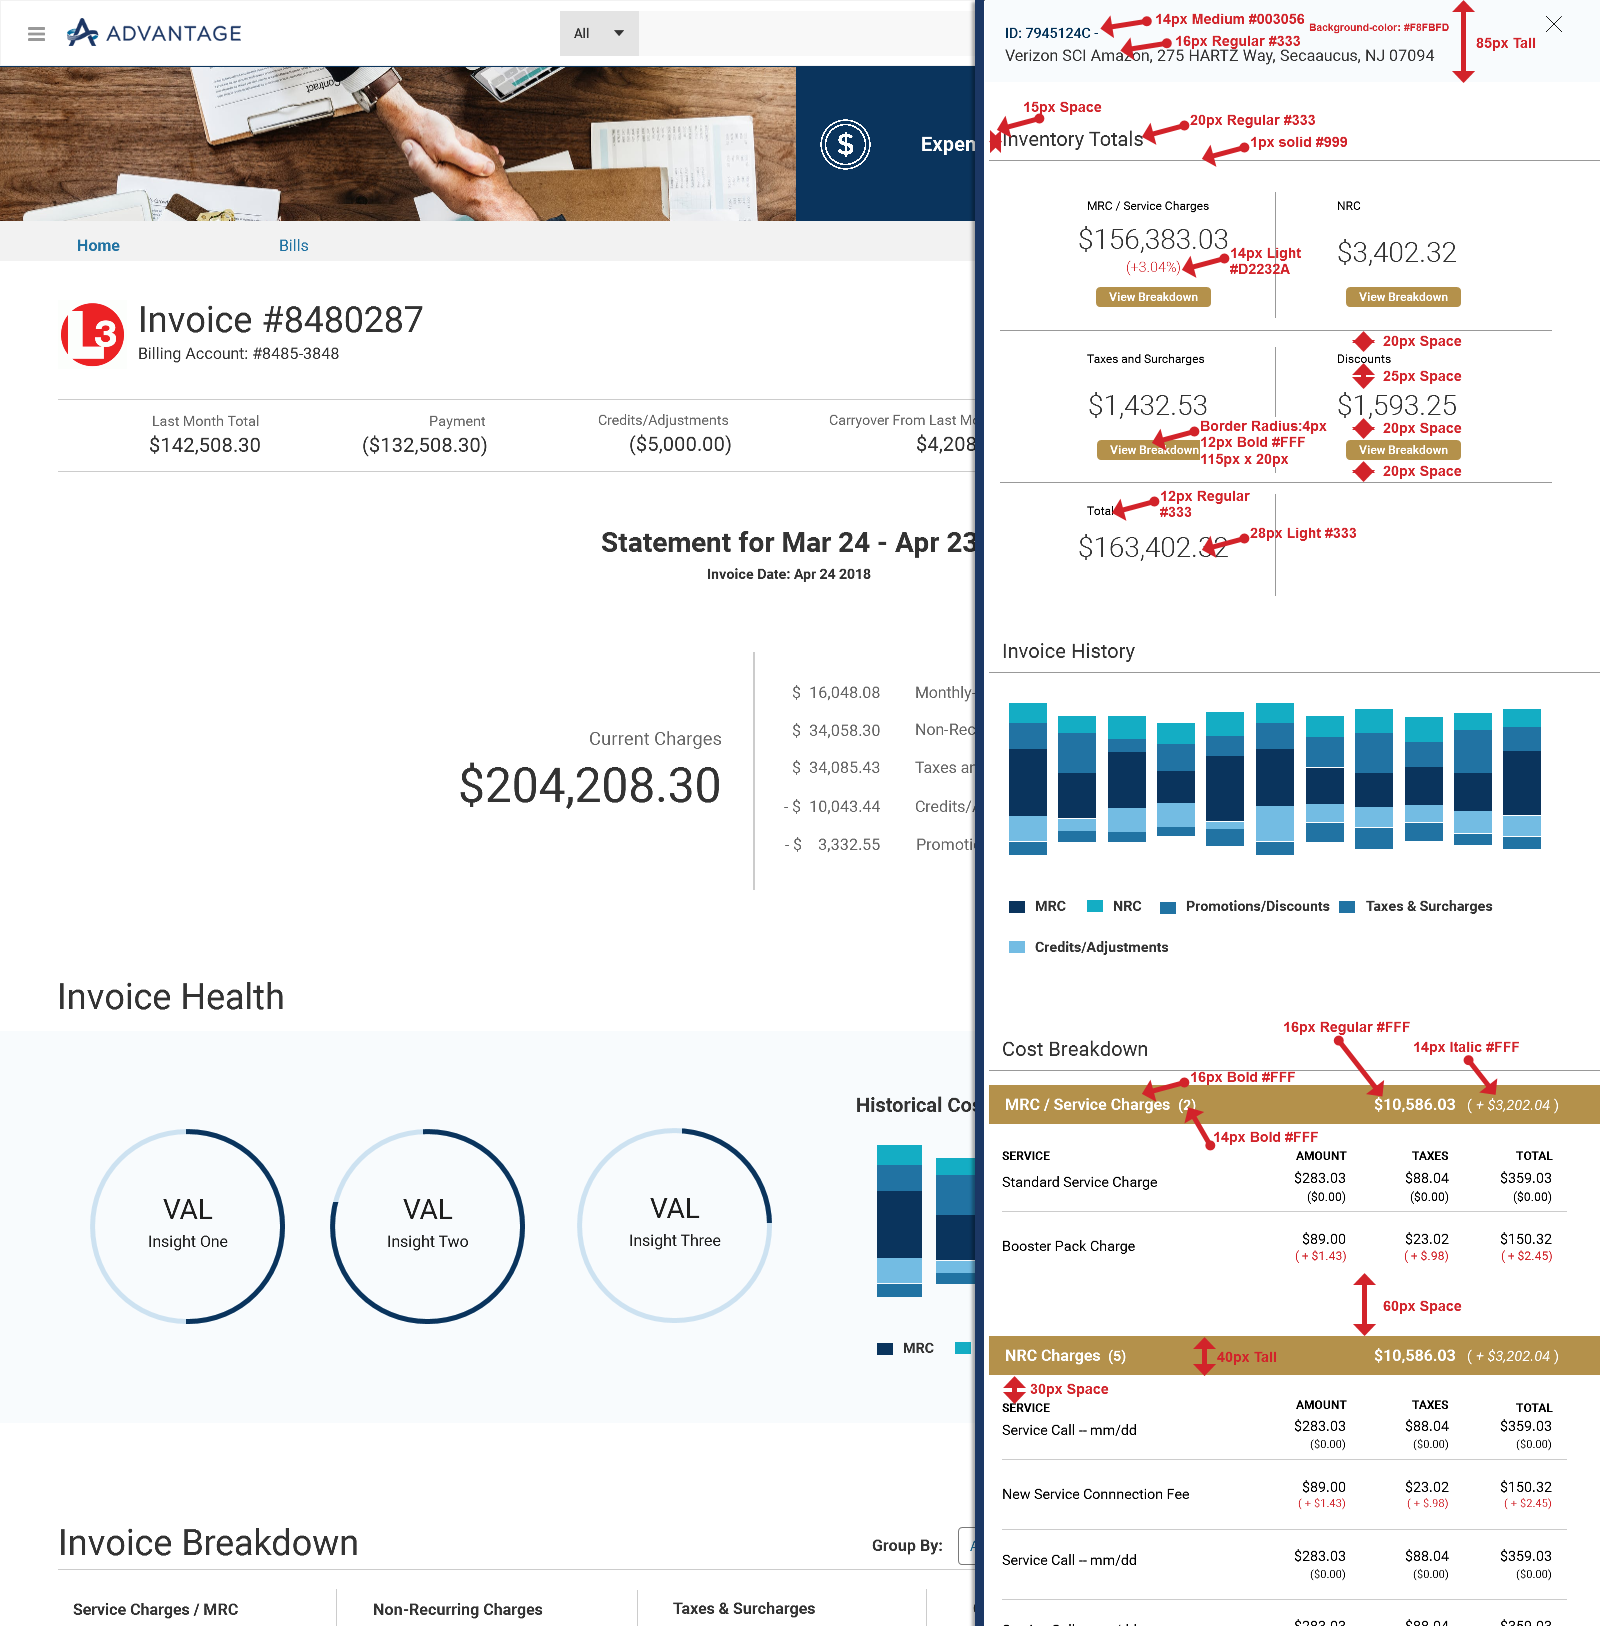 ADVANTAGE
All
Contract
$
Expen
Home
Bills
L3
Invoice #8480287
Billing Account: #8485-3848
Last Month Total
$142,508.30
Payment
($132,508.30)
Credits/Adjustments
($5,000.00)
Carryover From Last Mo
$4,208
Statement for Mar 24 - Apr 23
Invoice Date: Apr 24 2018
Current Charges
$204,208.30
$ 16,048.08 Monthly-
$ 34,058.30 Non-Rec
$ 34,085.43 Taxes an
- $ 10,043.44 Credits/
- $ 3,332.55 Promoti
Invoice Health
VAL
Insight One
VAL
Insight Two
VAL
Insight Three
Historical Cos
MRC
Invoice Breakdown
Group By:
Service Charges / MRC
Non-Recurring Charges
Taxes & Surcharges
ID: 7945124C -
14px Medium #003056
Background-color: #F8FBFD
16px Regular #333
85px Tall
Verizon SCI Amazon, 275 HARTZ Way, Secaaucus, NJ 07094
15px Space
20px Regular #333
Inventory Totals
1px solid #999
MRC / Service Charges
$156,383.03
(+3.04%)
14px Light
#D2232A
View Breakdown
NRC
$3,402.32
View Breakdown
20px Space
Taxes and Surcharges
$1,432.53
View Breakdown
Border Radius:4px
12px Bold #FFF
115px x 20px
Discounts
25px Space
$1,593.25
20px Space
View Breakdown
20px Space
Total
12px Regular
#333
$163,402.32
28px Light #333
Invoice History
MRC
NRC
Promotions/Discounts
Taxes & Surcharges
Credits/Adjustments
16px Regular #FFF
14px Italic #FFF
Cost Breakdown
16px Bold #FFF
MRC / Service Charges (2) $10,586.03 ( + $3,202.04 )
14px Bold #FFF
SERVICE AMOUNT TAXES TOTAL
Standard Service Charge $283.03 $88.04 $359.03
($0.00) ($0.00) ($0.00)
Booster Pack Charge $89.00 $23.02 $150.32
( + $1.43) ( + $.98) ( + $2.45)
60px Space
NRC Charges (5) 40px Tall $10,586.03 ( + $3,202.04 )
30px Space
SERVICE AMOUNT TAXES TOTAL
Service Call -- mm/dd $283.03 $88.04 $359.03
($0.00) ($0.00) ($0.00)
New Service Connnection Fee $89.00 $23.02 $150.32
( + $1.43) ( + $.98) ( + $2.45)
Service Call -- mm/dd $283.03 $88.04 $359.03
($0.00) ($0.00) ($0.00)